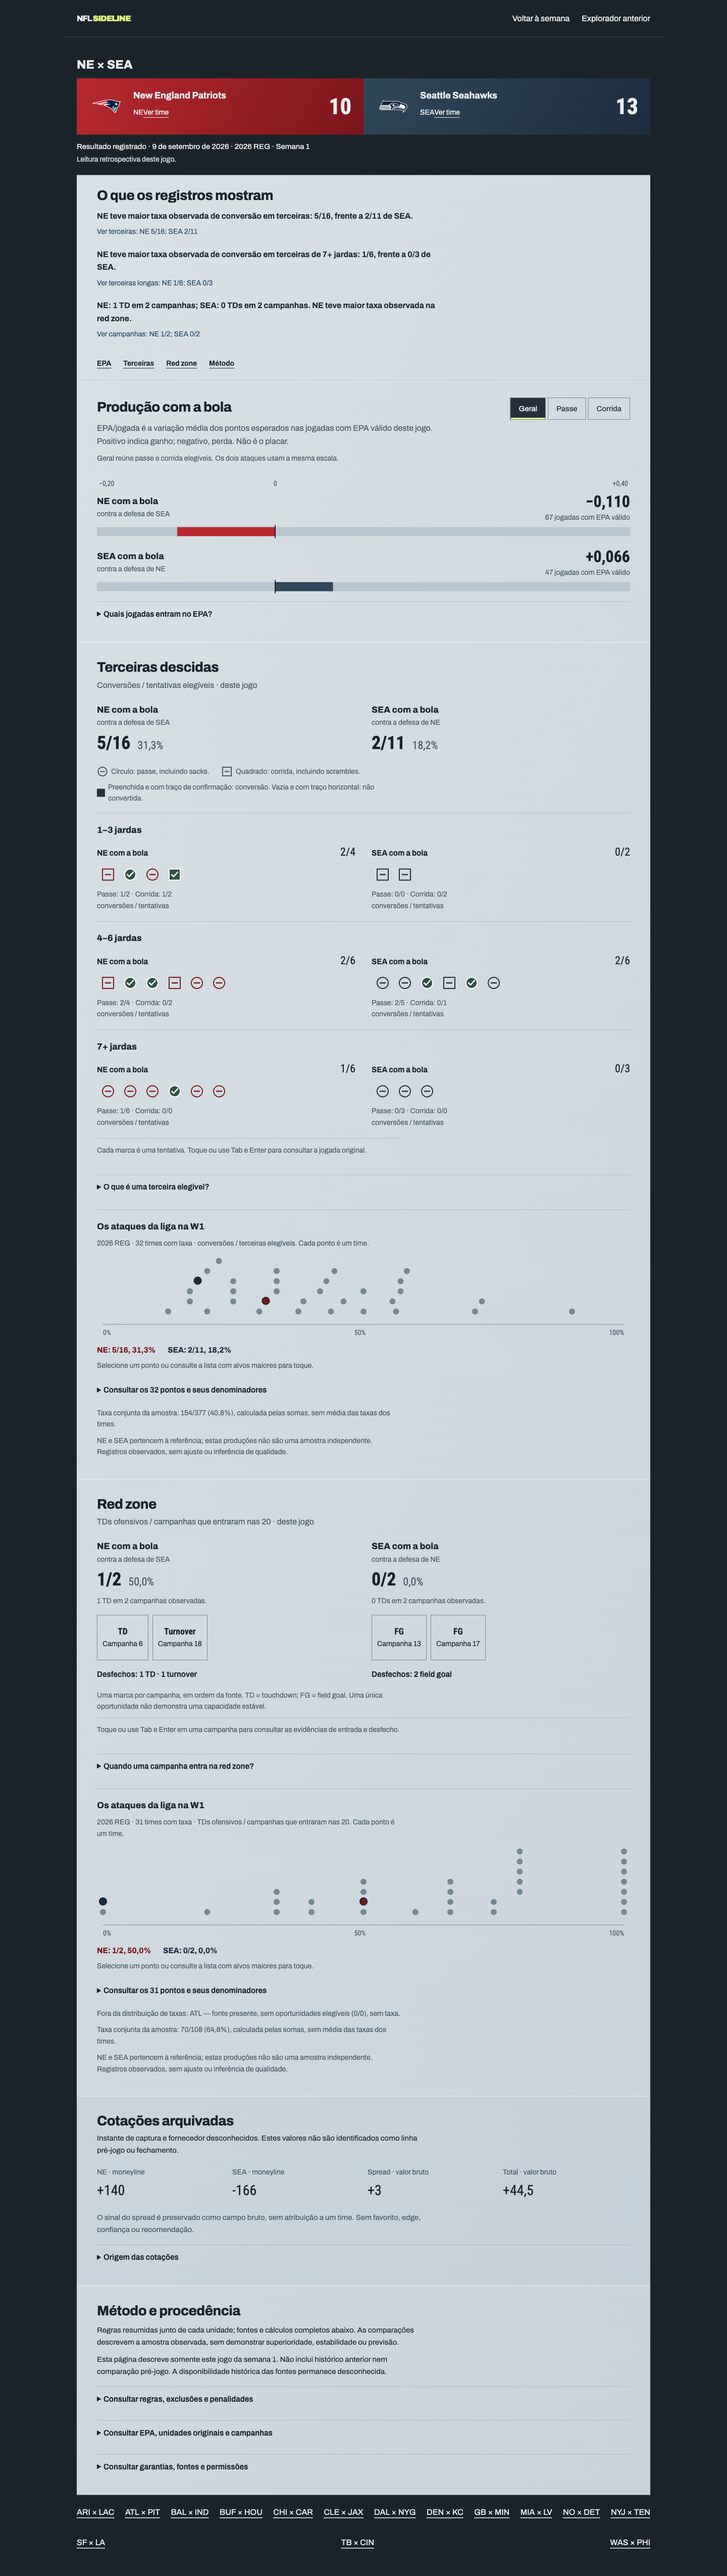 NFLSIDELINE
Voltar à semana Explorador anterior
NE × SEA
New England Patriots
NEVer time
10
Seattle Seahawks
SEAVer time
13
Resultado registrado · 9 de setembro de 2026 · 2026 REG · Semana 1
Leitura retrospectiva deste jogo.
O que os registros mostram
NE teve maior taxa observada de conversão em terceiras: 5/16, frente a 2/11 de SEA.
Ver terceiras: NE 5/16; SEA 2/11
NE teve maior taxa observada de conversão em terceiras de 7+ jardas: 1/6, frente a 0/3 de
SEA.
Ver terceiras longas: NE 1/6; SEA 0/3
NE: 1 TD em 2 campanhas; SEA: 0 TDs em 2 campanhas. NE teve maior taxa observada na
red zone.
Ver campanhas: NE 1/2; SEA 0/2
EPA Terceiras Red zone Método
Produção com a bola
Geral Passe Corrida
EPA/jogada é a variação média dos pontos esperados nas jogadas com EPA válido deste jogo.
Positivo indica ganho; negativo, perda. Não é o placar.
Geral reúne passe e corrida elegíveis. Os dois ataques usam a mesma escala.
−0,20 0 +0,40
NE com a bola
contra a defesa de SEA
−0,110
67 jogadas com EPA válido
SEA com a bola
contra a defesa de NE
+0,066
47 jogadas com EPA válido
Quais jogadas entram no EPA?
Terceiras descidas
Conversões / tentativas elegíveis · deste jogo
NE com a bola
contra a defesa de SEA
5/16 31,3%
SEA com a bola
contra a defesa de NE
2/11 18,2%
Círculo: passe, incluindo sacks. Quadrado: corrida, incluindo scrambles.
Preenchida e com traço de confirmação: conversão. Vazia e com traço horizontal: não
convertida.
1–3 jardas
NE com a bola 2/4
Passe: 1/2 · Corrida: 1/2
conversões / tentativas
SEA com a bola 0/2
Passe: 0/0 · Corrida: 0/2
conversões / tentativas
4–6 jardas
NE com a bola 2/6
Passe: 2/4 · Corrida: 0/2
conversões / tentativas
SEA com a bola 2/6
Passe: 2/5 · Corrida: 0/1
conversões / tentativas
7+ jardas
NE com a bola 1/6
Passe: 1/6 · Corrida: 0/0
conversões / tentativas
SEA com a bola 0/3
Passe: 0/3 · Corrida: 0/0
conversões / tentativas
Cada marca é uma tentativa. Toque ou use Tab e Enter para consultar a jogada original.
O que é uma terceira elegível?
Os ataques da liga na W1
2026 REG · 32 times com taxa · conversões / terceiras elegíveis. Cada ponto é um time.
0% 50% 100%
NE: 5/16, 31,3% SEA: 2/11, 18,2%
Selecione um ponto ou consulte a lista com alvos maiores para toque.
Consultar os 32 pontos e seus denominadores
Taxa conjunta da amostra: 154/377 (40,8%), calculada pelas somas, sem média das taxas dos
times.
NE e SEA pertencem à referência; estas produções não são uma amostra independente.
Registros observados, sem ajuste ou inferência de qualidade.
Red zone
TDs ofensivos / campanhas que entraram nas 20 · deste jogo
NE com a bola
contra a defesa de SEA
1/2 50,0%
1 TD em 2 campanhas observadas.
TD
Campanha 6
Turnover
Campanha 18
Desfechos: 1 TD · 1 turnover
SEA com a bola
contra a defesa de NE
0/2 0,0%
0 TDs em 2 campanhas observadas.
FG
Campanha 13
FG
Campanha 17
Desfechos: 2 field goal
Uma marca por campanha, em ordem da fonte. TD = touchdown; FG = field goal. Uma única
oportunidade não demonstra uma capacidade estável.
Toque ou use Tab e Enter em uma campanha para consultar as evidências de entrada e desfecho.
Quando uma campanha entra na red zone?
Os ataques da liga na W1
2026 REG · 31 times com taxa · TDs ofensivos / campanhas que entraram nas 20. Cada ponto é
um time.
0% 50% 100%
NE: 1/2, 50,0% SEA: 0/2, 0,0%
Selecione um ponto ou consulte a lista com alvos maiores para toque.
Consultar os 31 pontos e seus denominadores
Fora da distribuição de taxas: ATL — fonte presente, sem oportunidades elegíveis (0/0), sem taxa.
Taxa conjunta da amostra: 70/108 (64,8%), calculada pelas somas, sem média das taxas dos
times.
NE e SEA pertencem à referência; estas produções não são uma amostra independente.
Registros observados, sem ajuste ou inferência de qualidade.
Cotações arquivadas
Instante de captura e fornecedor desconhecidos. Estes valores não são identificados como linha
pré-jogo ou fechamento.
NE · moneyline SEA · moneyline Spread · valor bruto Total · valor bruto
+140 -166 +3 +44,5
O sinal do spread é preservado como campo bruto, sem atribuição a um time. Sem favorito, edge,
confiança ou recomendação.
Origem das cotações
Método e procedência
Regras resumidas junto de cada unidade; fontes e cálculos completos abaixo. As comparações
descrevem a amostra observada, sem demonstrar superioridade, estabilidade ou previsão.
Esta página descreve somente este jogo da semana 1. Não inclui histórico anterior nem
comparação pré-jogo. A disponibilidade histórica das fontes permanece desconhecida.
Consultar regras, exclusões e penalidades
Consultar EPA, unidades originais e campanhas
Consultar garantias, fontes e permissões
ARI × LAC ATL × PIT BAL × IND BUF × HOU CHI × CAR CLE × JAX DAL × NYG DEN × KC GB × MIN MIA × LV NO × DET NYJ × TEN
SF × LA TB × CIN WAS × PHI